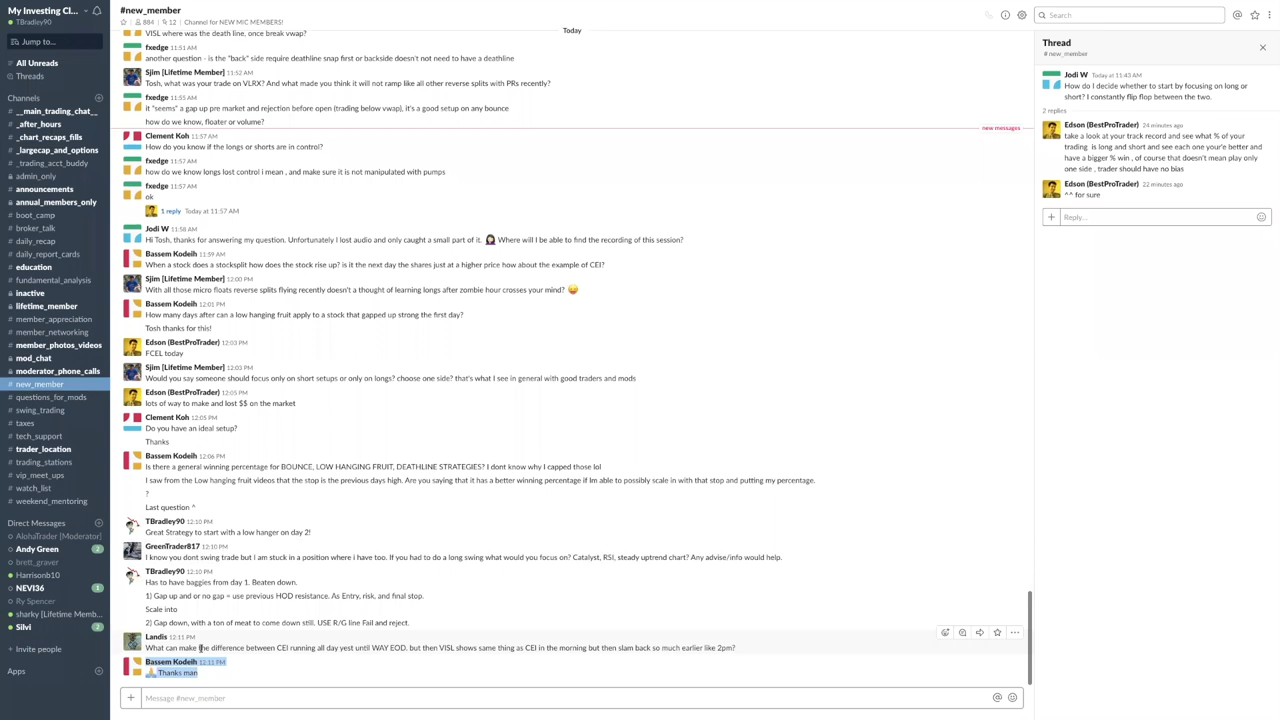 My Investing Cl...
TBradley90
Jump to...
All Unreads
Threads
Channels
__main_trading_chat__
_after_hours
_chart_recaps_fills
_largecap_and_options
_trading_acct_buddy
admin_only
announcements
annual_members_only
boot_camp
broker_talk
daily_recap
daily_report_cards
education
fundamental_analysis
inactive
lifetime_member
member_appreciation
member_networking
member_photos_videos
mod_chat
moderator_phone_calls
# new_member
questions_for_mods
swing_trading
taxes
tech_support
trader_location
trading_stations
vip_meet_ups
watch_list
weekend_mentoring
Direct Messages
AlohaTrader [Moderator]
Andy Green 2
brett_graver
Harrisonb10
NEVI36 1
Ry Spencer
sharky [Lifetime Memb...
Silvi 2
Invite people
Apps
#new_member
884 12 Channel for NEW MIC MEMBERS!
Search
Today
VISL where was the death line, once break vwap?
fxedge 11:51 AM
another question - is the "back" side require deathline snap first or backside doesn't not need to have a deathline
Sjim [Lifetime Member] 11:52 AM
Tosh, what was your trade on VLRX? And what made you think it will not ramp like all other reverse splits with PRs recently?
fxedge 11:55 AM
it "seems" a gap up pre market and rejection before open (trading below vwap), it's a good setup on any bounce
how do we know, floater or volume?
new messages
Clement Koh 11:57 AM
How do you know if the longs or shorts are in control?
fxedge 11:57 AM
how do we know longs lost control i mean , and make sure it is not manipulated with pumps
fxedge 11:57 AM
ok
1 reply Today at 11:57 AM
Jodi W 11:58 AM
Hi Tosh, thanks for answering my question. Unfortunately I lost audio and only caught a small part of it. 🤦🏻‍♀️ Where will I be able to find the recording of this session?
Bassem Kodeih 11:59 AM
When a stock does a stocksplit how does the stock rise up? is it the next day the shares just at a higher price how about the example of CEI?
Sjim [Lifetime Member] 12:00 PM
With all those micro floats reverse splits flying recently doesn't a thought of learning longs after zombie hour crosses your mind? 😜
Bassem Kodeih 12:01 PM
How many days after can a low hanging fruit apply to a stock that gapped up strong the first day?
Tosh thanks for this!
Edson (BestProTrader) 12:03 PM
FCEL today
Sjim [Lifetime Member] 12:03 PM
Would you say someone should focus only on short setups or only on longs? choose one side? that's what I see in general with good traders and mods
Edson (BestProTrader) 12:05 PM
lots of way to make and lost $$ on the market
Clement Koh 12:05 PM
Do you have an ideal setup?
Thanks
Bassem Kodeih 12:06 PM
Is there a general winning percentage for BOUNCE, LOW HANGING FRUIT, DEATHLINE STRATEGIES? I dont know why I capped those lol
I saw from the Low hanging fruit videos that the stop is the previous days high. Are you saying that it has a better winning percentage if Im able to possibly scale in with that stop and putting my percentage.
?
Last question ^
TBradley90 12:10 PM
Great Strategy to start with a low hanger on day 2!
GreenTrader817 12:10 PM
I know you dont swing trade but I am stuck in a position where i have too. If you had to do a long swing what would you focus on? Catalyst, RSI, steady uptrend chart? Any advise/info would help.
TBradley90 12:10 PM
Has to have baggies from day 1. Beaten down.
1) Gap up and or no gap = use previous HOD resistance. As Entry, risk, and final stop.
Scale into
2) Gap down, with a ton of meat to come down still. USE R/G line Fail and reject.
Landis 12:11 PM
What can make the difference between CEI running all day yest until WAY EOD, but then VISL shows same thing as CEI in the morning but then slam back so much earlier like 2pm?
Bassem Kodeih 12:11 PM
🙏🏼 Thanks man
Message #new_member
Thread
# new_member
Jodi W Today at 11:43 AM
How do I decide whether to start by focusing on long or
short? I constantly flip flop between the two.
2 replies
Edson (BestProTrader) 24 minutes ago
take a look at your track record and see what % of your
trading is long and short and see each one your'e better and
have a bigger % win , of course that doesn't mean play only
one side , trader should have no bias
Edson (BestProTrader) 22 minutes ago
^^ for sure
Reply...